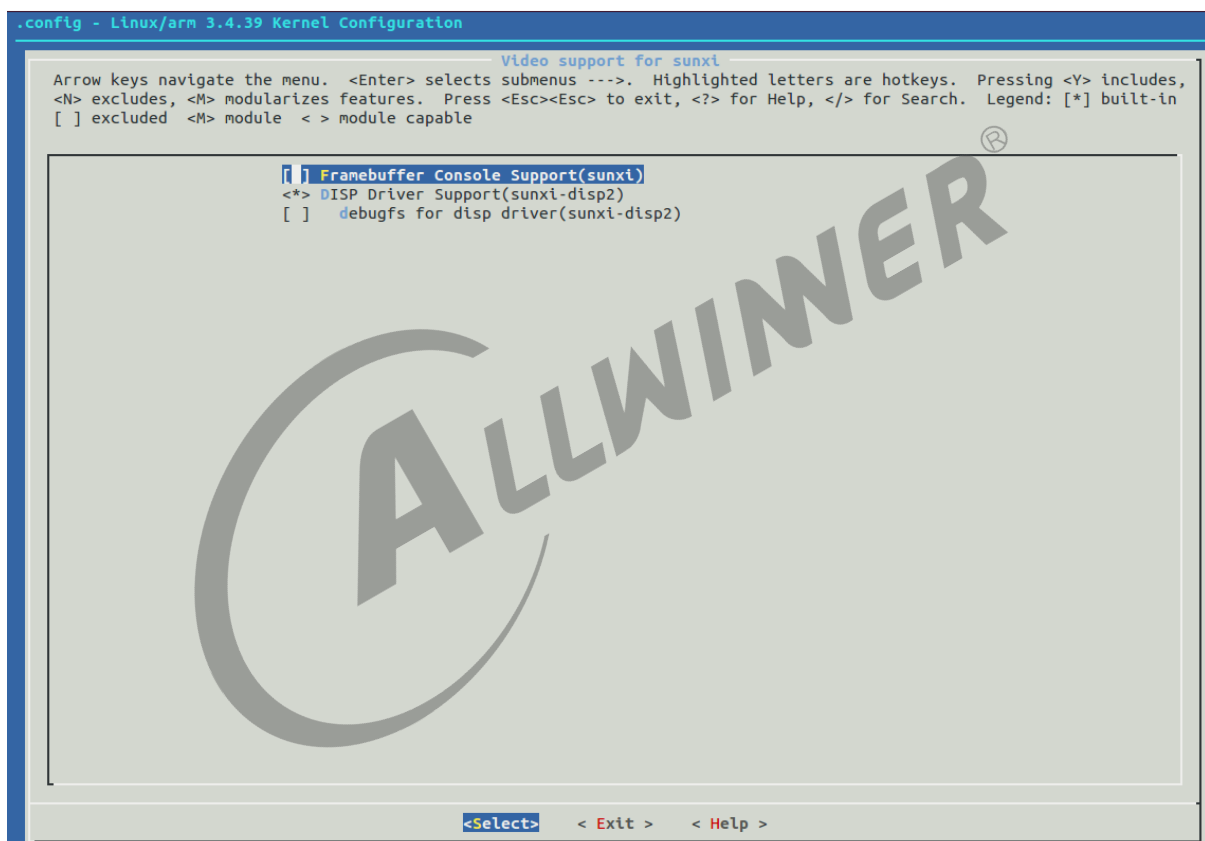 .config - Linux/arm 3.4.39 Kernel Configuration
Video support for sunxi
Arrow keys navigate the menu.  <Enter> selects submenus --->.  Highlighted letters are hotkeys.  Pressing <Y> includes,
<N> excludes, <M> modularizes features.  Press <Esc><Esc> to exit, <?> for Help, </> for Search.  Legend: [*] built-in
[ ] excluded  <M> module  < > module capable
[ ] Framebuffer Console Support(sunxi)
<*> DISP Driver Support(sunxi-disp2)
[ ]   debugfs for disp driver(sunxi-disp2)
ALLWINNER®
<Select>    < Exit >    < Help >